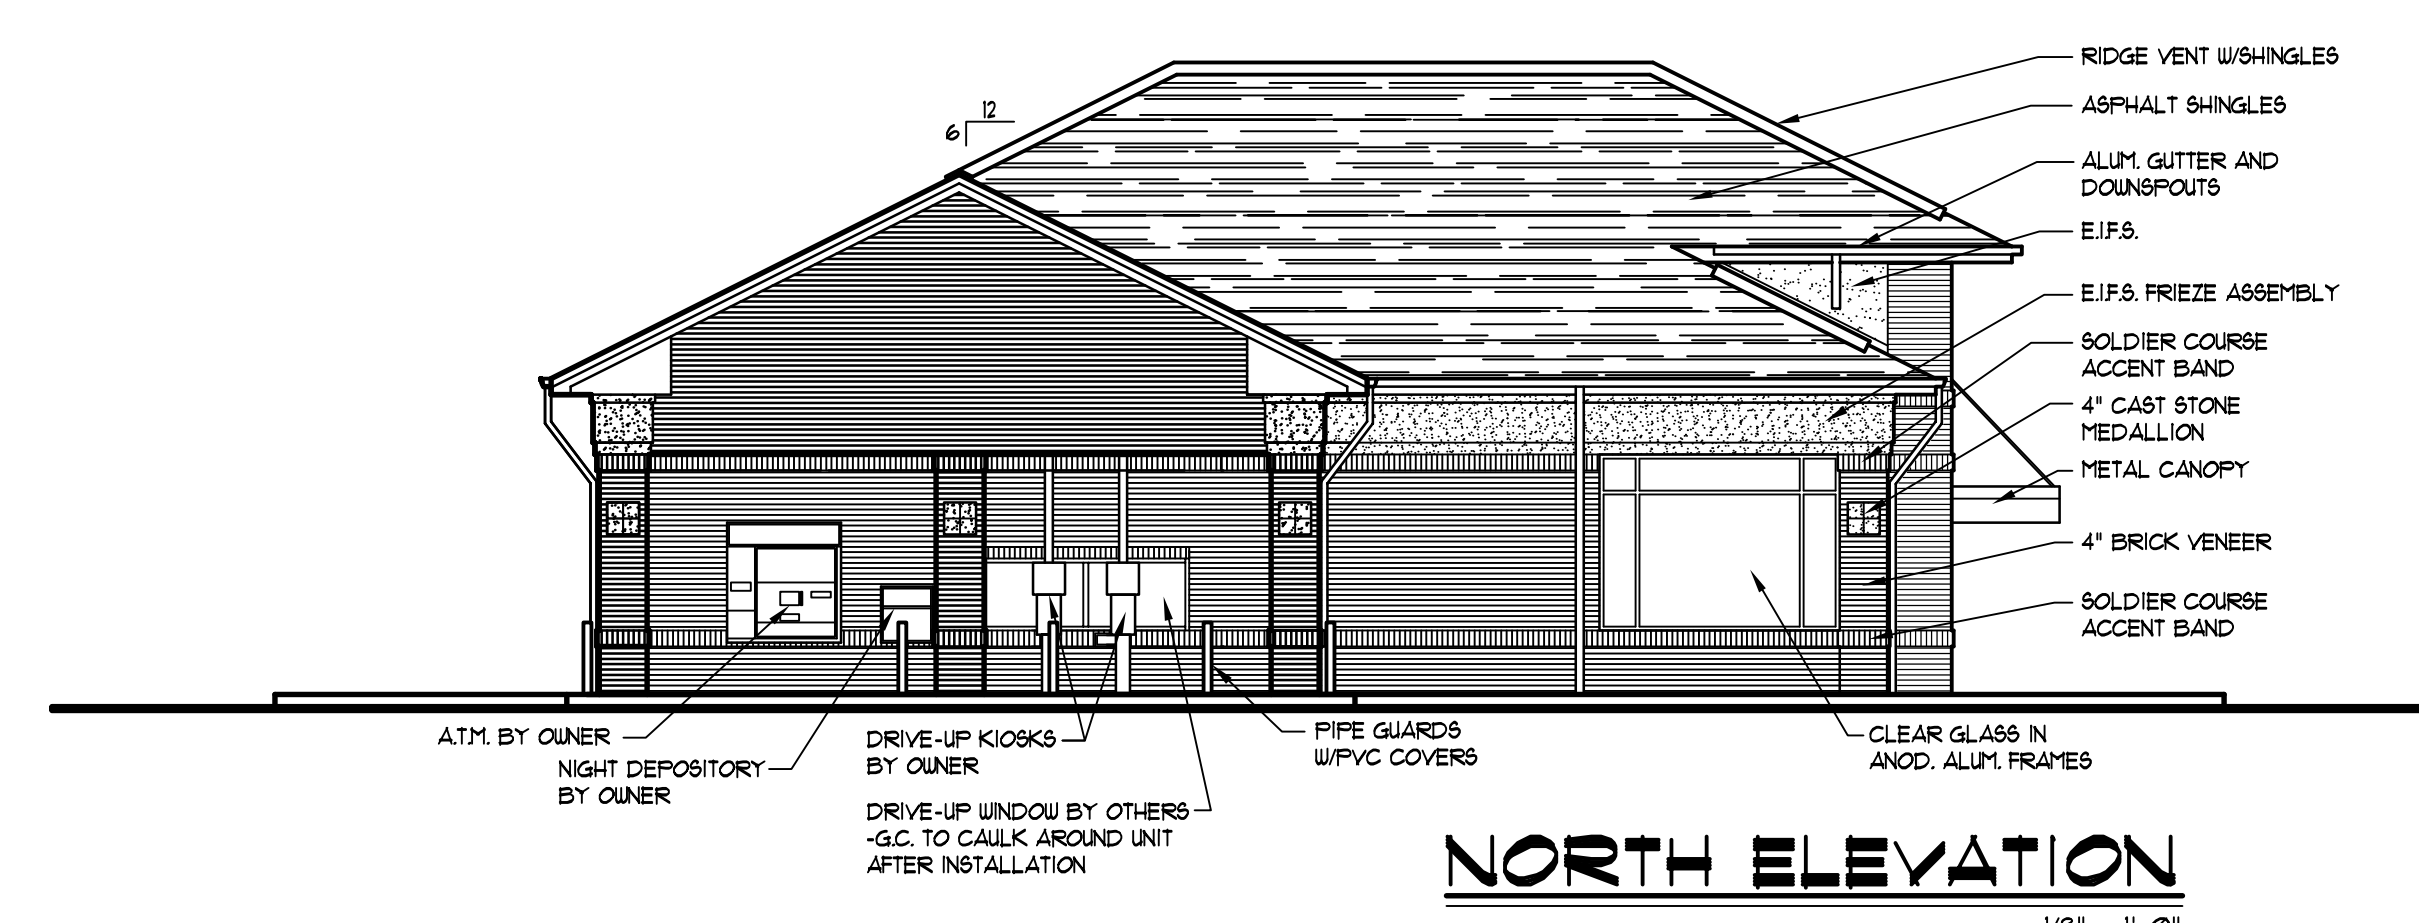 RIDGE VENT W/SHINGLES
12
6
ASPHALT SHINGLES
ALUM. GUTTER AND
DOWNSPOUTS
E.I.F.S.
E.I.F.S. FRIEZE ASSEMBLY
SOLDIER COURSE
ACCENT BAND
4" CAST STONE
MEDALLION
METAL CANOPY
4" BRICK VENEER
SOLDIER COURSE
ACCENT BAND
A.T.M. BY OWNER
NIGHT DEPOSITORY
BY OWNER
DRIVE-UP KIOSKS
BY OWNER
DRIVE-UP WINDOW BY OTHERS
-G.C. TO CAULK AROUND UNIT
AFTER INSTALLATION
PIPE GUARDS
W/PVC COVERS
CLEAR GLASS IN
ANOD. ALUM. FRAMES
NORTH ELEVATION